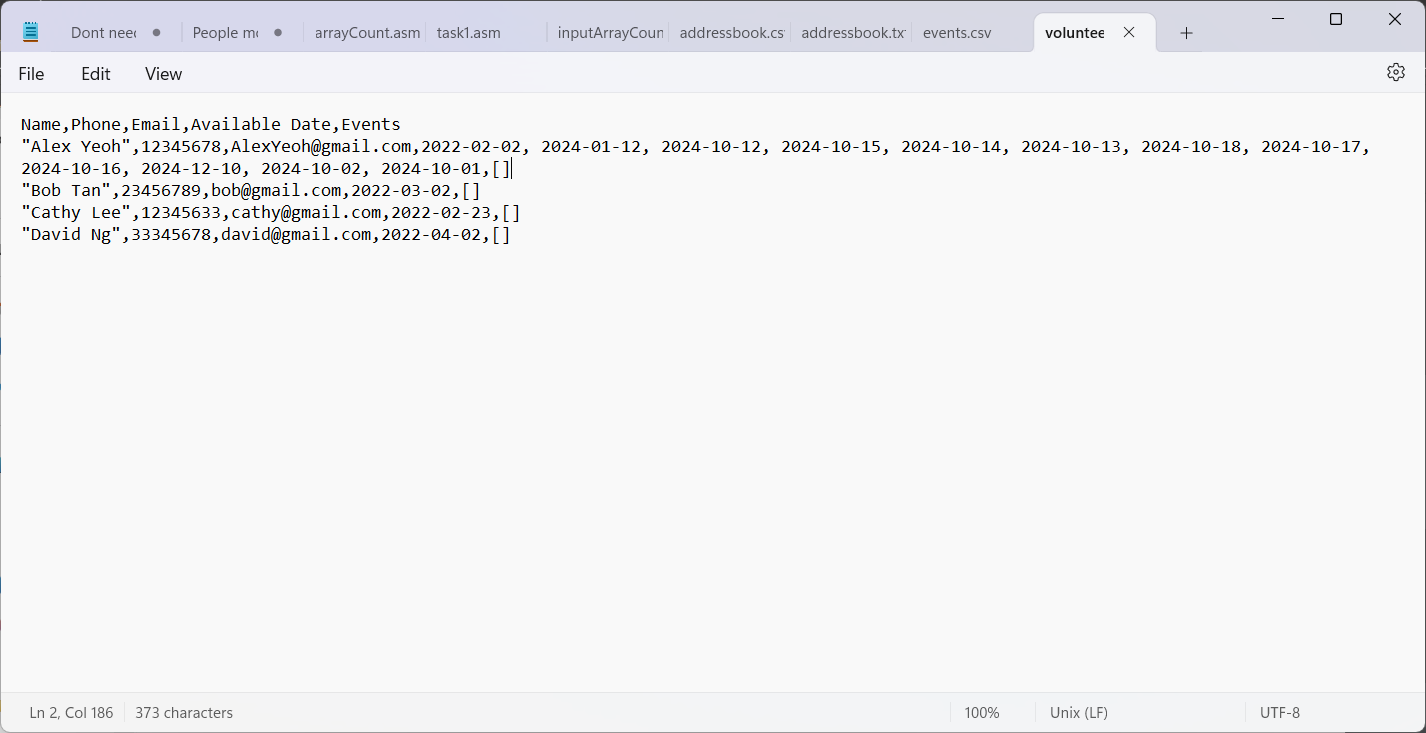 Dont need
People mo
arrayCount.asm
task1.asm
inputArrayCoun
addressbook.cs
addressbook.tx
events.csv
voluntee
File Edit View
Name,Phone,Email,Available Date,Events
"Alex Yeoh",12345678,AlexYeoh@gmail.com,2022-02-02, 2024-01-12, 2024-10-12, 2024-10-15, 2024-10-14, 2024-10-13, 2024-10-18, 2024-10-17,
2024-10-16, 2024-12-10, 2024-10-02, 2024-10-01,[]
"Bob Tan",23456789,bob@gmail.com,2022-03-02,[]
"Cathy Lee",12345633,cathy@gmail.com,2022-02-23,[]
"David Ng",33345678,david@gmail.com,2022-04-02,[]
Ln 2, Col 186 373 characters 100% Unix (LF) UTF-8